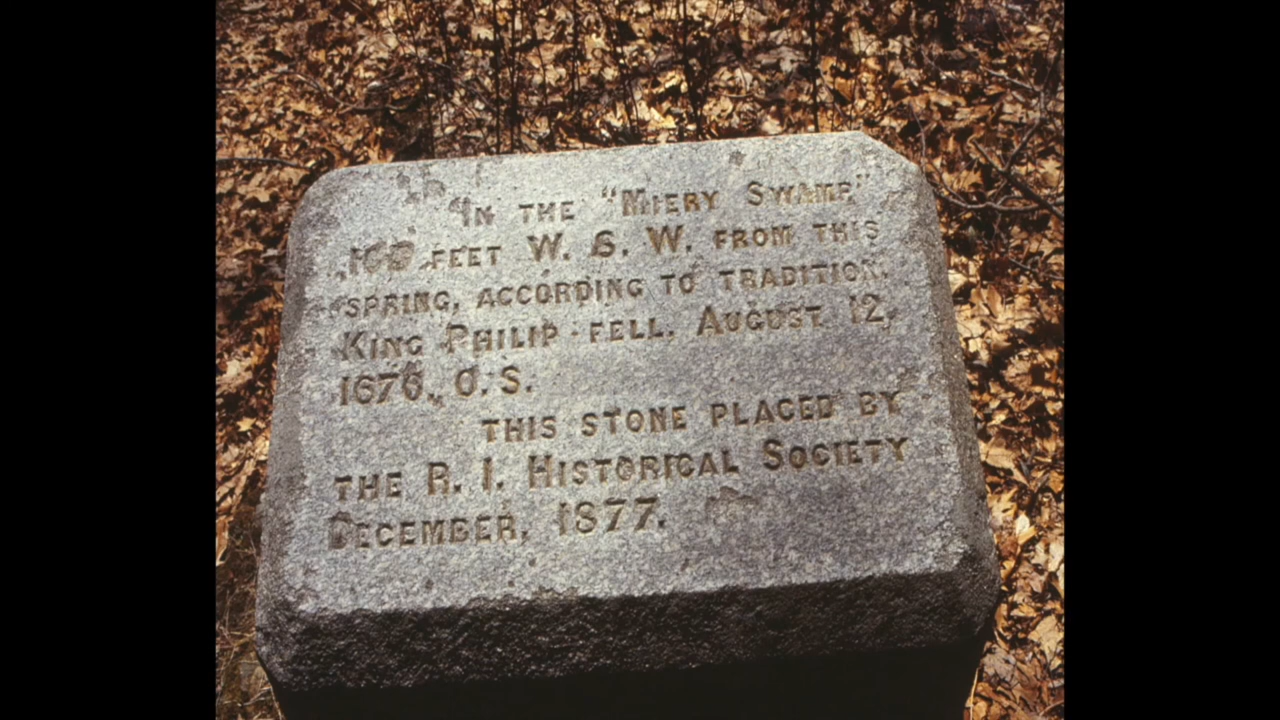 "IN THE "MIERY SWAMP"
166 FEET W. S. W. FROM THIS
SPRING, ACCORDING TO TRADITION,
KING PHILIP FELL. AUGUST 12,
1676. O. S.
THIS STONE PLACED BY
THE R. I. HISTORICAL SOCIETY
DECEMBER, 1877.